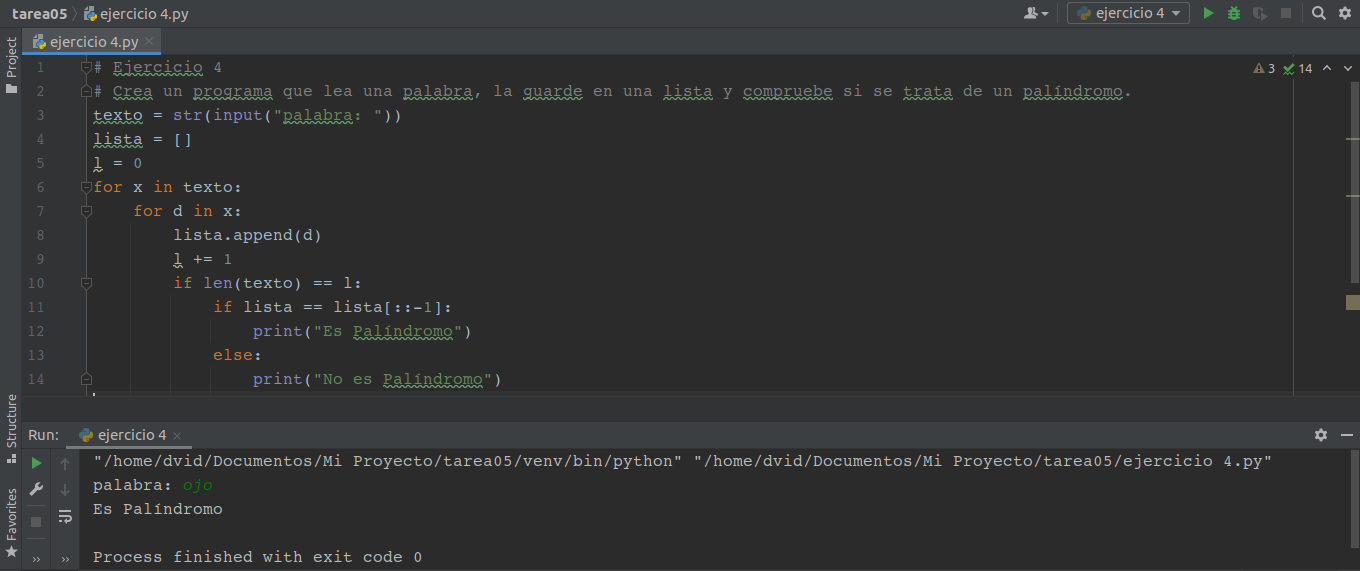 tarea05 ejercicio 4.py ejercicio 4
ejercicio 4.py
Project
3 14
1 # Ejercicio 4
2 # Crea un programa que lea una palabra, la guarde en una lista y compruebe si se trata de un palíndromo.
3 texto = str(input("palabra: "))
4 lista = []
5 l = 0
6 for x in texto:
7     for d in x:
8         lista.append(d)
9         l += 1
10         if len(texto) == l:
11             if lista == lista[::-1]:
12                 print("Es Palíndromo")
13             else:
14                 print("No es Palíndromo")
Structure
Favorites
Run: ejercicio 4
"/home/dvid/Documentos/Mi Proyecto/tarea05/venv/bin/python" "/home/dvid/Documentos/Mi Proyecto/tarea05/ejercicio 4.py"
palabra: ojo
Es Palíndromo
Process finished with exit code 0